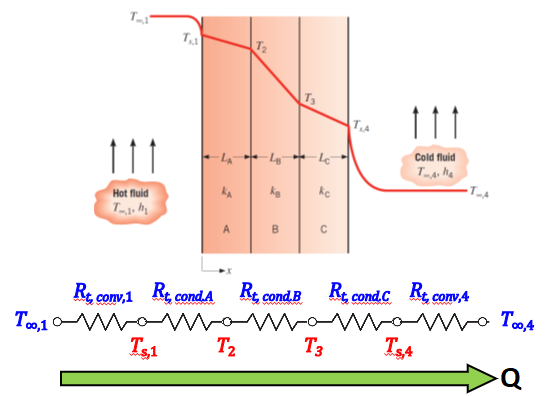 T∞,1
Ts,1
T2
T3
Ts,4
LA LB LC
Hot fluid
T∞,1, h1
kA kB kC
Cold fluid
T∞,4, h4
T∞,4
A B C
x
Rt, conv,1 Rt, cond.A Rt, cond.B Rt, cond.C Rt, conv,4
T∞,1 T∞,4
Ts,1 T2 T3 Ts,4
Q